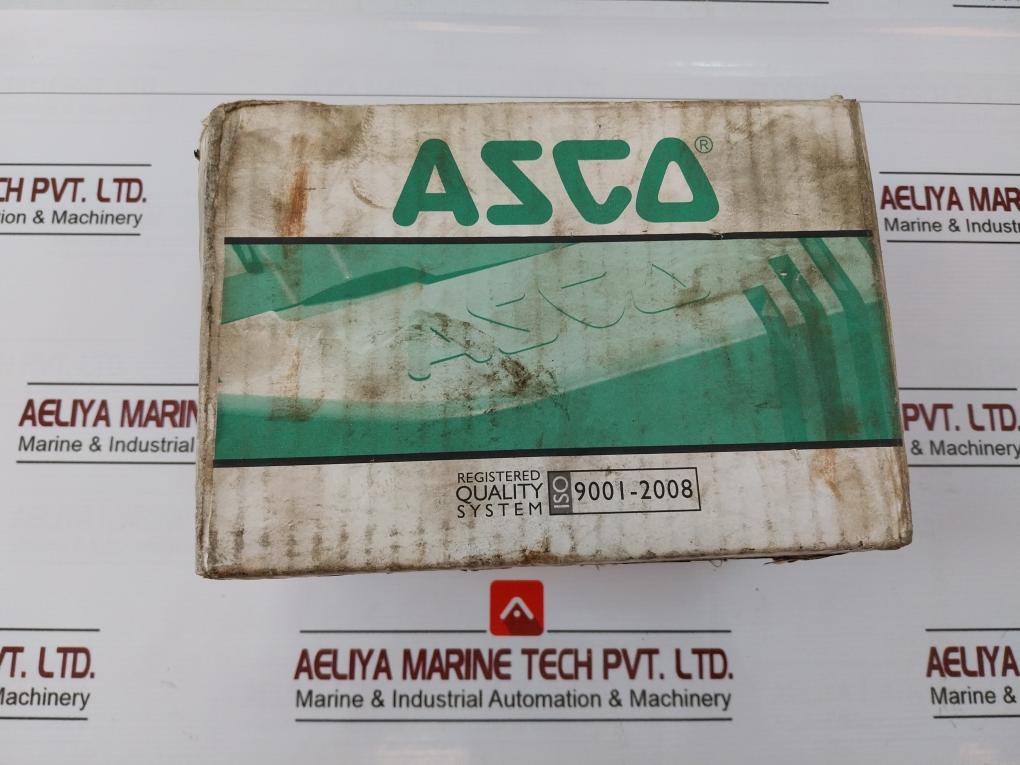 ASCO®
ASCO
REGISTERED
QUALITY
SYSTEM
ISO 9001-2008
CH PVT. LTD.
tion & Machinery
AELIYA MAR
Marine & Industr
AELIYA MARIN
Marine & Industrial
PVT. LTD.
& Machinery
VT. LTD.
Machinery
AELIYA MARINE TECH PVT. LTD.
Marine & Industrial Automation & Machinery
AELIYA
Marine &